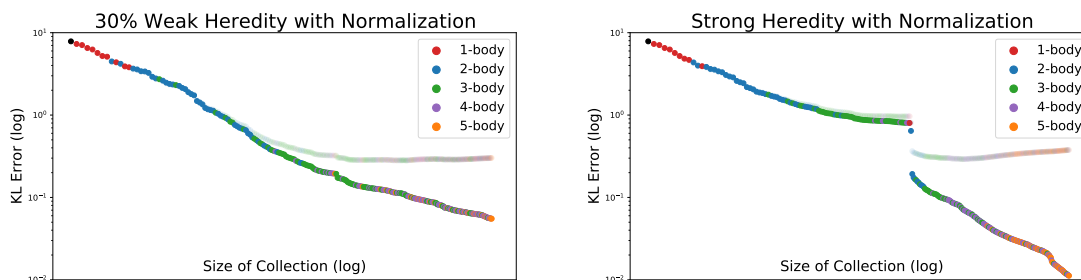 30% Weak Heredity with Normalization
10¹
10⁰
10⁻¹
10⁻²
KL Error (log)
Size of Collection (log)
1-body
2-body
3-body
4-body
5-body
Strong Heredity with Normalization
10¹
10⁰
10⁻¹
10⁻²
KL Error (log)
Size of Collection (log)
1-body
2-body
3-body
4-body
5-body